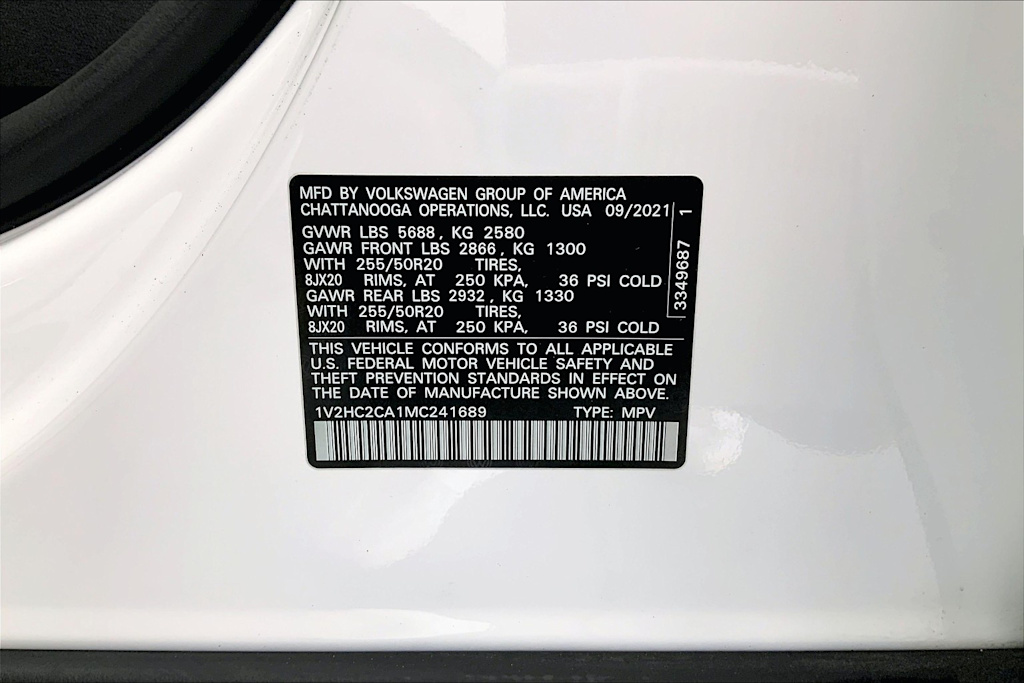 MFD BY VOLKSWAGEN GROUP OF AMERICA
CHATTANOOGA OPERATIONS, LLC. USA 09/2021
GVWR LBS 5688, KG 2580
GAWR FRONT LBS 2866, KG 1300
WITH 255/50R20 TIRES,
8JX20 RIMS, AT 250 KPA, 36 PSI COLD
GAWR REAR LBS 2932, KG 1330
WITH 255/50R20 TIRES,
8JX20 RIMS, AT 250 KPA, 36 PSI COLD
3349687 1
THIS VEHICLE CONFORMS TO ALL APPLICABLE
U.S. FEDERAL MOTOR VEHICLE SAFETY AND
THEFT PREVENTION STANDARDS IN EFFECT ON
THE DATE OF MANUFACTURE SHOWN ABOVE.
1V2HC2CA1MC241689 TYPE: MPV